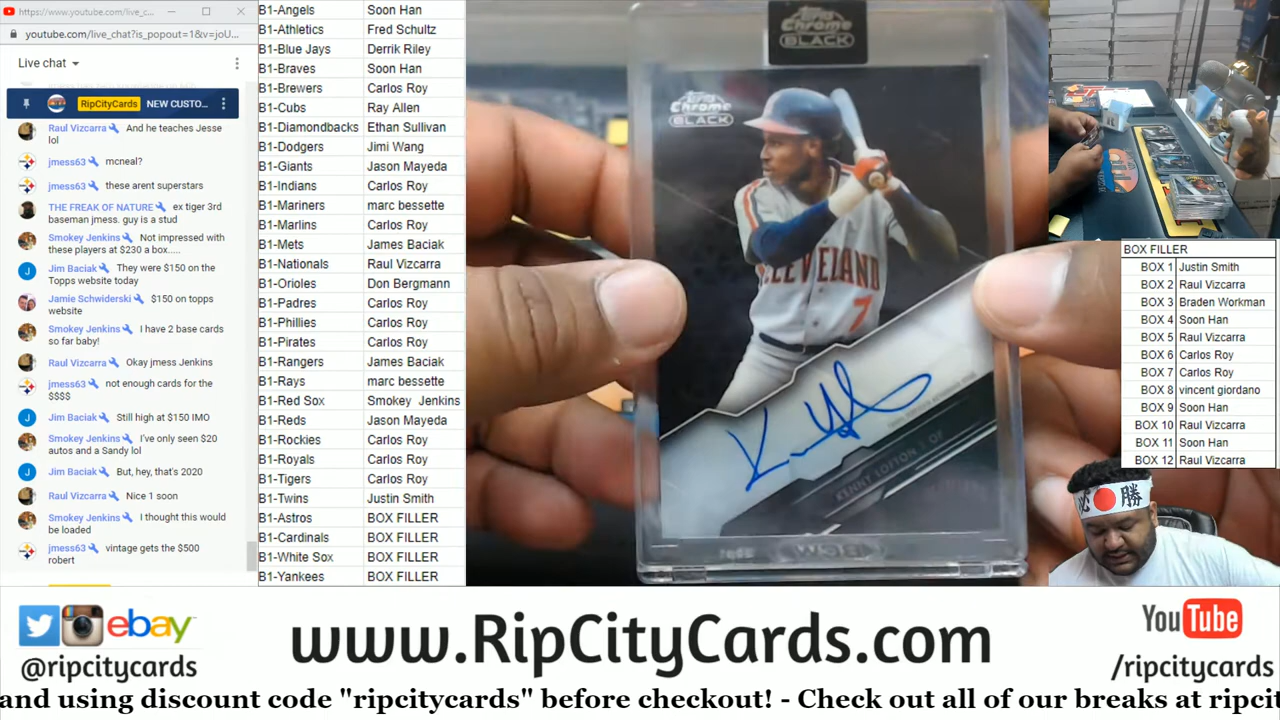 https://www.youtube.com/live_c...
youtube.com/live_chat?is_popout=1&v=joU...
Live chat
RipCityCards NEW CUSTO...
Raul Vizcarra And he teaches Jesse
lol
jmess63 mcneal?
jmess63 these arent superstars
THE FREAK OF NATURE ex tiger 3rd
baseman jmess. guy is a stud
Smokey Jenkins Not impressed with
these players at $230 a box.....
Jim Baciak They were $150 on the
Topps website today
Jamie Schwiderski $150 on topps
website
Smokey Jenkins I have 2 base cards
so far baby!
Raul Vizcarra Okay jmess Jenkins
jmess63 not enough cards for the
$$$$
Jim Baciak Still high at $150 IMO
Smokey Jenkins I've only seen $20
autos and a Sandy lol
Jim Baciak But, hey, that's 2020
Raul Vizcarra Nice 1 soon
Smokey Jenkins I thought this would
be loaded
jmess63 vintage gets the $500
robert
B1-Angels Soon Han
B1-Athletics Fred Schultz
B1-Blue Jays Derrik Riley
B1-Braves Soon Han
B1-Brewers Carlos Roy
B1-Cubs Ray Allen
B1-Diamondbacks Ethan Sullivan
B1-Dodgers Jimi Wang
B1-Giants Jason Mayeda
B1-Indians Carlos Roy
B1-Mariners marc bessette
B1-Marlins Carlos Roy
B1-Mets James Baciak
B1-Nationals Raul Vizcarra
B1-Orioles Don Bergmann
B1-Padres Carlos Roy
B1-Phillies Carlos Roy
B1-Pirates Carlos Roy
B1-Rangers James Baciak
B1-Rays marc bessette
B1-Red Sox Smokey Jenkins
B1-Reds Jason Mayeda
B1-Rockies Carlos Roy
B1-Royals Carlos Roy
B1-Tigers Carlos Roy
B1-Twins Justin Smith
B1-Astros BOX FILLER
B1-Cardinals BOX FILLER
B1-White Sox BOX FILLER
B1-Yankees BOX FILLER
Topps Chrome
BLACK
Topps
Chrome
BLACK
CLEVELAND
7
KENNY LOFTON | OF
BOX FILLER
BOX 1 Justin Smith
BOX 2 Raul Vizcarra
BOX 3 Braden Workman
BOX 4 Soon Han
BOX 5 Raul Vizcarra
BOX 6 Carlos Roy
BOX 7 Carlos Roy
BOX 8 vincent giordano
BOX 9 Soon Han
BOX 10 Raul Vizcarra
BOX 11 Soon Han
BOX 12 Raul Vizcarra
必 勝
ebay
@ripcitycards
www.RipCityCards.com
YouTube
/ripcitycards
and using discount code "ripcitycards" before checkout! - Check out all of our breaks at ripcit